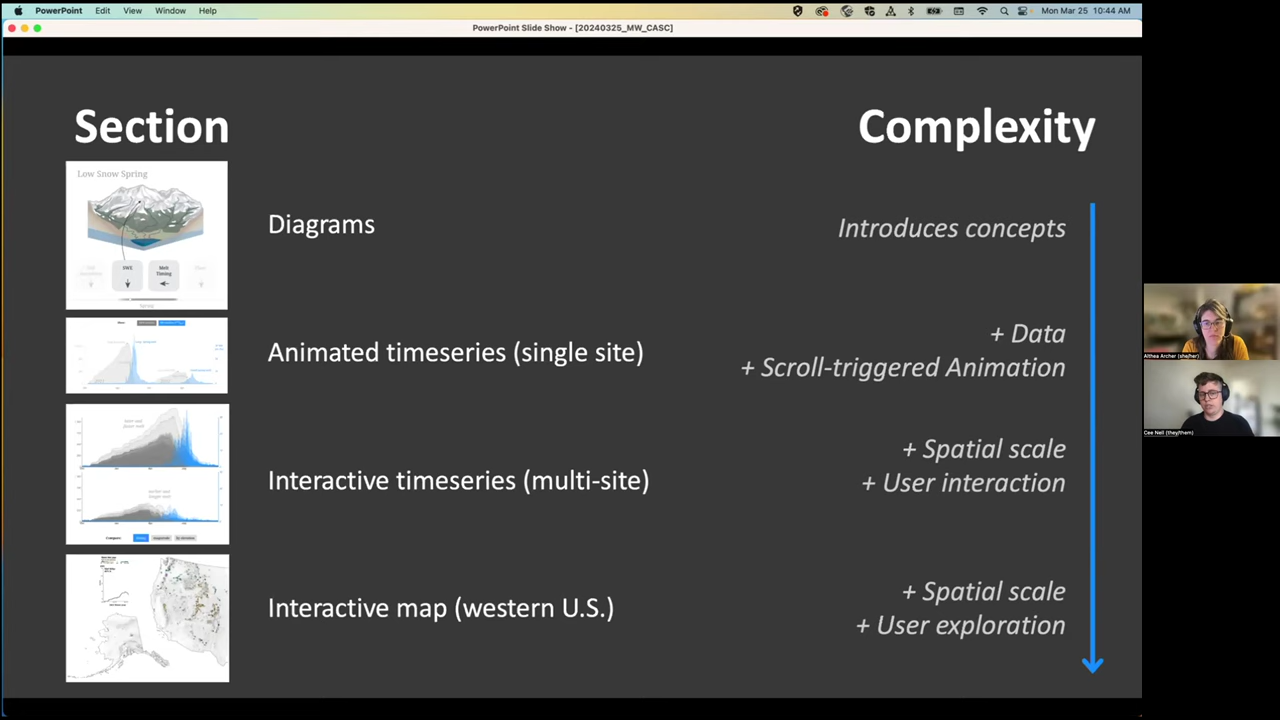 PowerPoint Edit View Window Help Mon Mar 25 10:44 AM
PowerPoint Slide Show - [20240325_MW_CASC]
Section Complexity
Low Snow Spring
SWE
Melt
Timing
Diagrams
Introduces concepts
Animated timeseries (single site)
+ Data
+ Scroll-triggered Animation
Interactive timeseries (multi-site)
+ Spatial scale
+ User interaction
Interactive map (western U.S.)
+ Spatial scale
+ User exploration
Althea Archer (she/her)
Cee Nell (they/them)